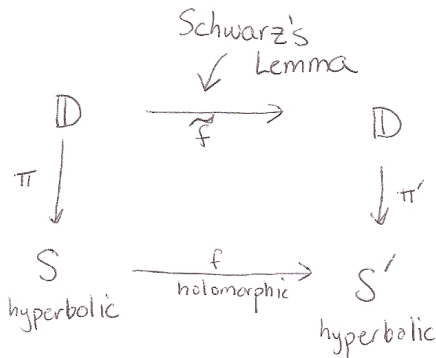 Schwarz's
Lemma
𝔻 𝔻
f̃
π π′
S f S′
holomorphic
hyperbolic hyperbolic